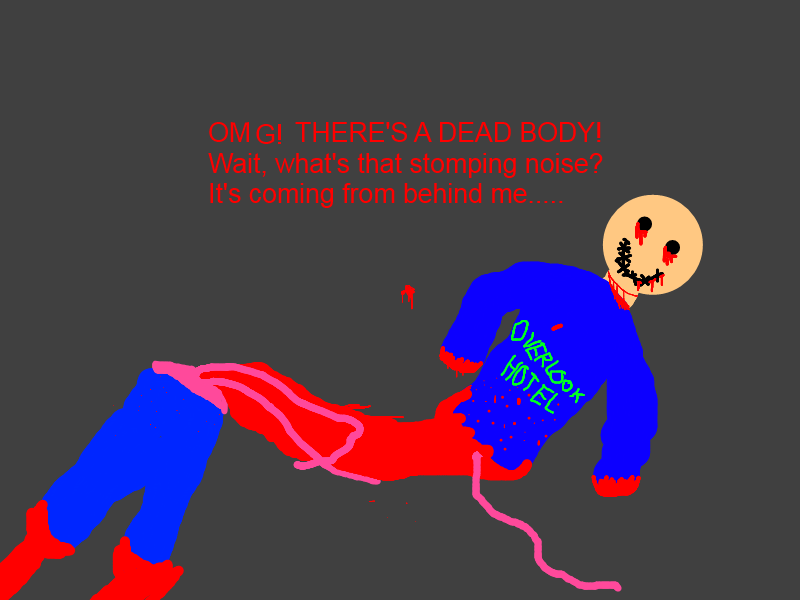 OMG! THERE'S A DEAD BODY!
Wait, what's that stomping noise?
It's coming from behind me.....
OVERLOOK
HOTEL